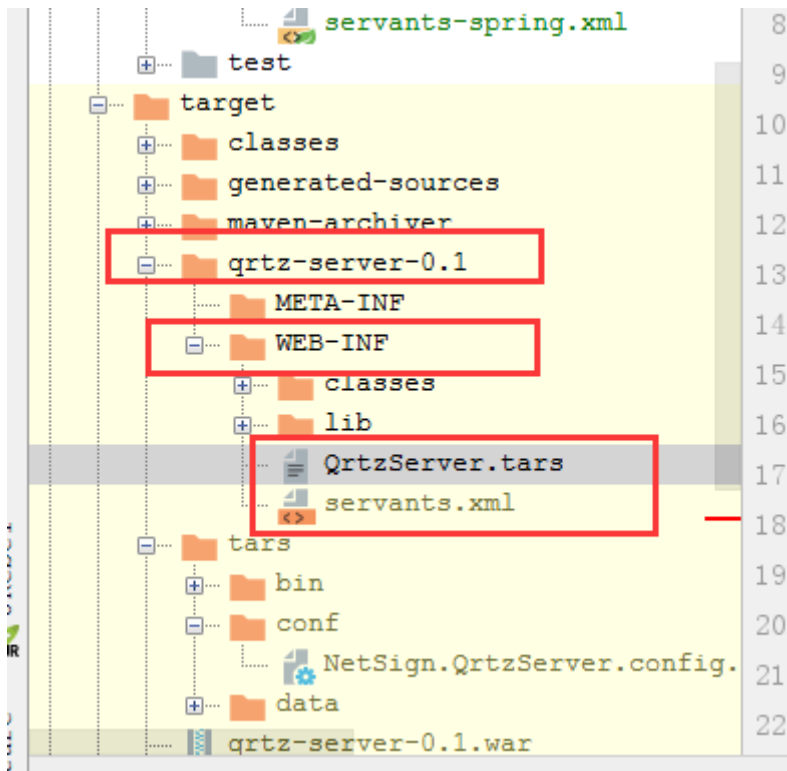 servants-spring.xml
8
test
9
target
10
classes
11
generated-sources
12
maven-archiver
qrtz-server-0.1
13
META-INF
14
WEB-INF
15
classes
lib
16
QrtzServer.tars
17
servants.xml
18
tars
19
bin
conf
20
NetSign.QrtzServer.config.
21
data
22
qrtz-server-0.1.war